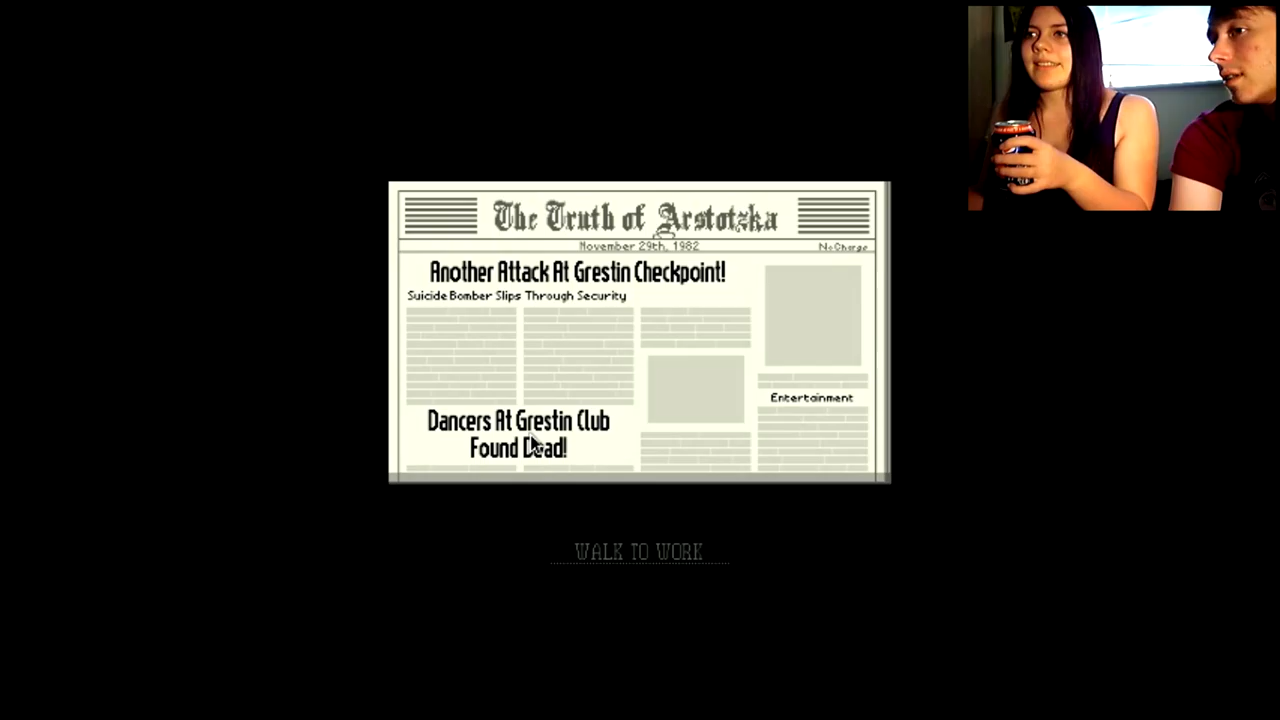 The Truth of Arstotzka
November 29th, 1982
No Charge
Another Attack At Grestin Checkpoint!
Suicide Bomber Slips Through Security
Entertainment
Dancers At Grestin Club
Found Dead!
WALK TO WORK